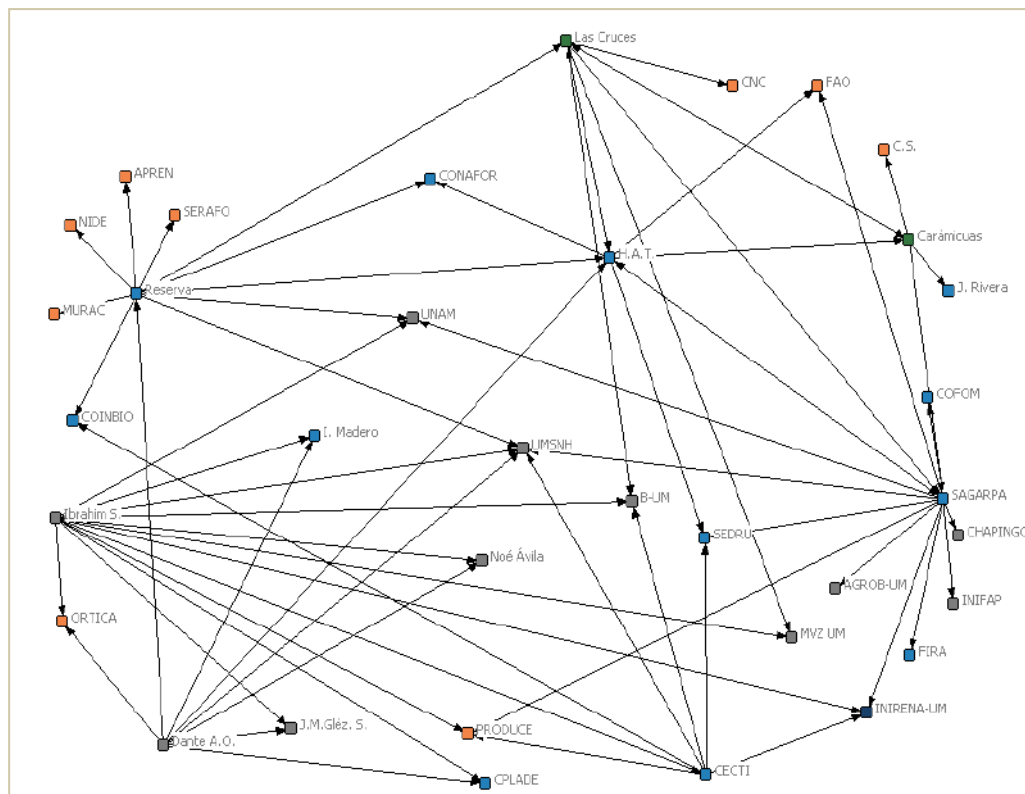 Las Cruces
CNC
FAO
C.S.
APREN
CONAFOR
SERAFO
NIDE
Carámicuas
H.A.T.
Reserva
J. Rivera
MURAC
UNAM
COFOM
COINBIO
I. Madero
UMSNH
B-UM
SAGARPA
Ibrahim S.
SEDRU
CHAPINGO
Noé Ávila
AGROB-UM
INIFAP
ORTICA
MVZ UM
FIRA
INIRENA-UM
J.M.Gléz. S.
PRODUCE
Dante A.O.
CECTI
CPLADE